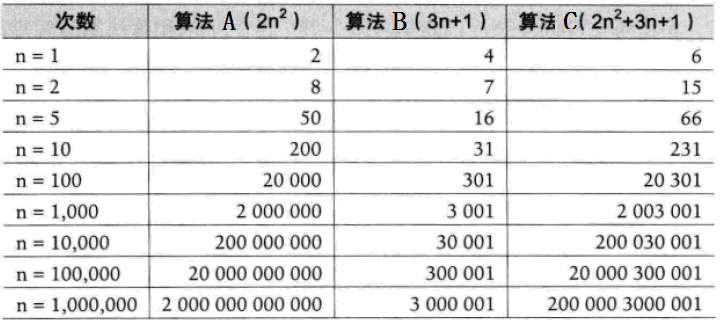 次数 算法 A（2n²） 算法 B（3n+1） 算法 C( 2n²+3n+1 ）
n = 1 2 4 6
n = 2 8 7 15
n = 5 50 16 66
n = 10 200 31 231
n = 100 20 000 301 20 301
n = 1,000 2 000 000 3 001 2 003 001
n = 10,000 200 000 000 30 001 200 030 001
n = 100,000 20 000 000 000 300 001 20 000 300 001
n = 1,000,000 2 000 000 000 000 3 000 001 200 000 3000 001